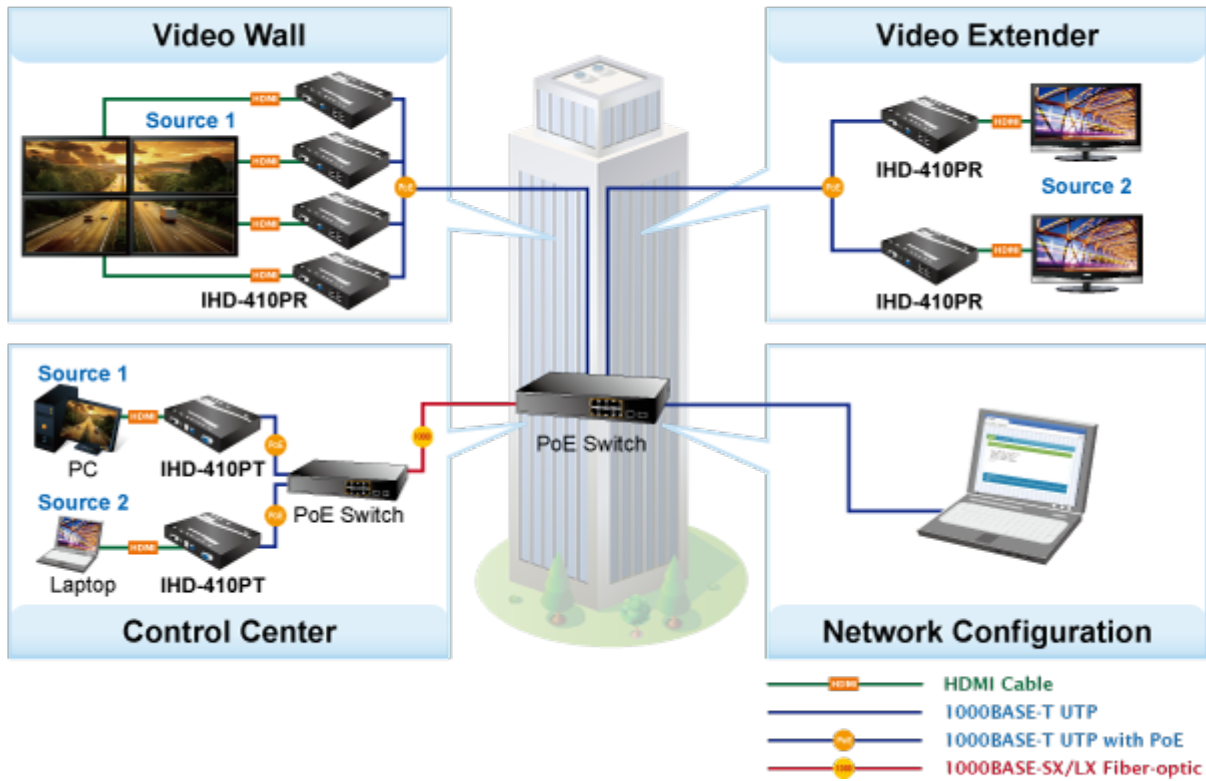 Video Wall
HDMI
Source 1
HDMI
HDMI
PoE
HDMI
IHD-410PR
Video Extender
HDMI
IHD-410PR
Source 2
PoE
HDMI
IHD-410PR
Source 1
HDMI
PC
IHD-410PT
PoE
1000
PoE Switch
Source 2
PoE
PoE Switch
HDMI
Laptop
IHD-410PT
Control Center
Network Configuration
HDMI
HDMI Cable
1000BASE-T UTP
PoE
1000BASE-T UTP with PoE
1000
1000BASE-SX/LX Fiber-optic